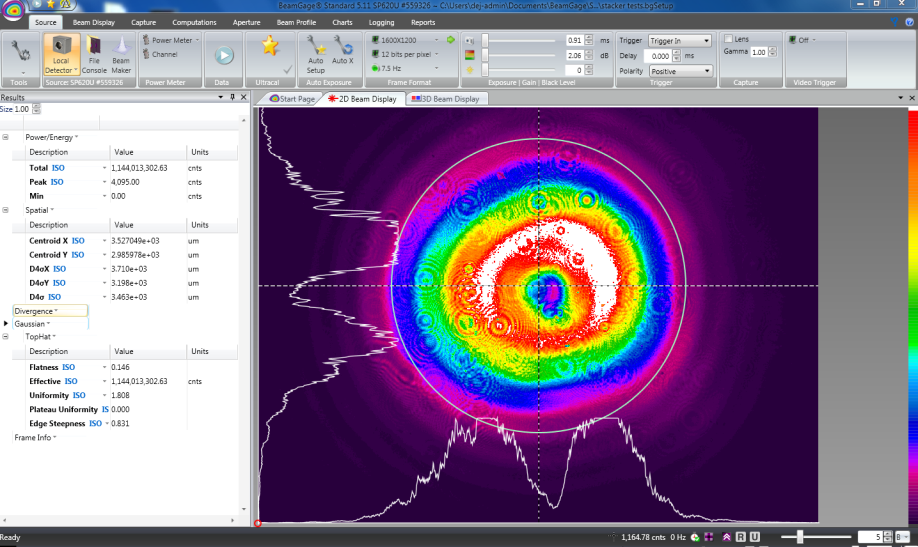 BeamGage® Standard 5.11 SP620U #559326 – C:\Users\dej-admin\Documents\BeamGage\S...\stacker tests.bgSetup
Source Beam Display Capture Computations Aperture BeamProfile Charts Logging Reports
Local Detector File Console Beam Maker
Power Meter
Channel
Data
Ultracal
Auto Setup Auto X
1600X1200
12 bits per pixel
7.5 Hz
0.91 ms
2.06 dB
0
Trigger Trigger In
Delay 0.000 ms
Polarity Positive
Lens
Gamma 1.00
Off
Tools Source: SP620U #559326 Power Meter Data Ultracal Auto Exposure Frame Format Exposure | Gain | Black Level Trigger Capture Video Trigger
Results
Size 1.00
Start Page 2D Beam Display 3D Beam Display
Power/Energy
Description Value Units
Total ISO 1,144,013,302.63 cnts
Peak ISO 4,095.00 cnts
Min 0.00 cnts
Spatial
Description Value Units
Centroid X ISO 3.527049e+03 um
Centroid Y ISO 2.985978e+03 um
D4σX ISO 3.710e+03 um
D4σY ISO 3.198e+03 um
D4σ ISO 3.463e+03 um
Divergence
Gaussian
TopHat
Description Value Units
Flatness ISO 0.146
Effective ISO 1,144,013,302.63 cnts
Uniformity ISO 1.808
Plateau Uniformity IS 0.000
Edge Steepness ISO 0.831
Frame Info
Ready
1,164.78 cnts 0 Hz R U 5 B